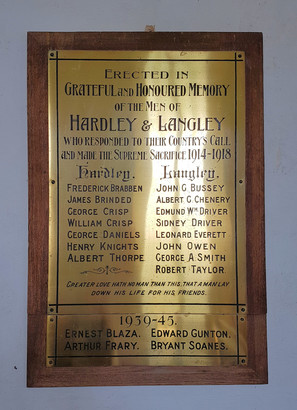 ERECTED IN
GRATEFUL AND HONOURED MEMORY
OF THE MEN OF
HARDLEY & LANGLEY
WHO RESPONDED TO THEIR COUNTRY'S CALL
AND MADE THE SUPREME SACRIFICE 1914-1918
Hardley. Langley.
FREDERICK BRABBEN JOHN G BUSSEY
JAMES BRINDED ALBERT G. CHENERY
GEORGE CRISP EDMUND Wm DRIVER
WILLIAM CRISP SIDNEY DRIVER
GEORGE DANIELS LEONARD EVERETT
HENRY KNIGHTS JOHN OWEN
ALBERT THORPE GEORGE A SMITH
ROBERT TAYLOR
GREATER LOVE HATH NO MAN THAN THIS, THAT A MAN LAY
DOWN HIS LIFE FOR HIS FRIENDS.
1939-45.
ERNEST BLAZA. EDWARD GUNTON.
ARTHUR FRARY. BRYANT SOANES.